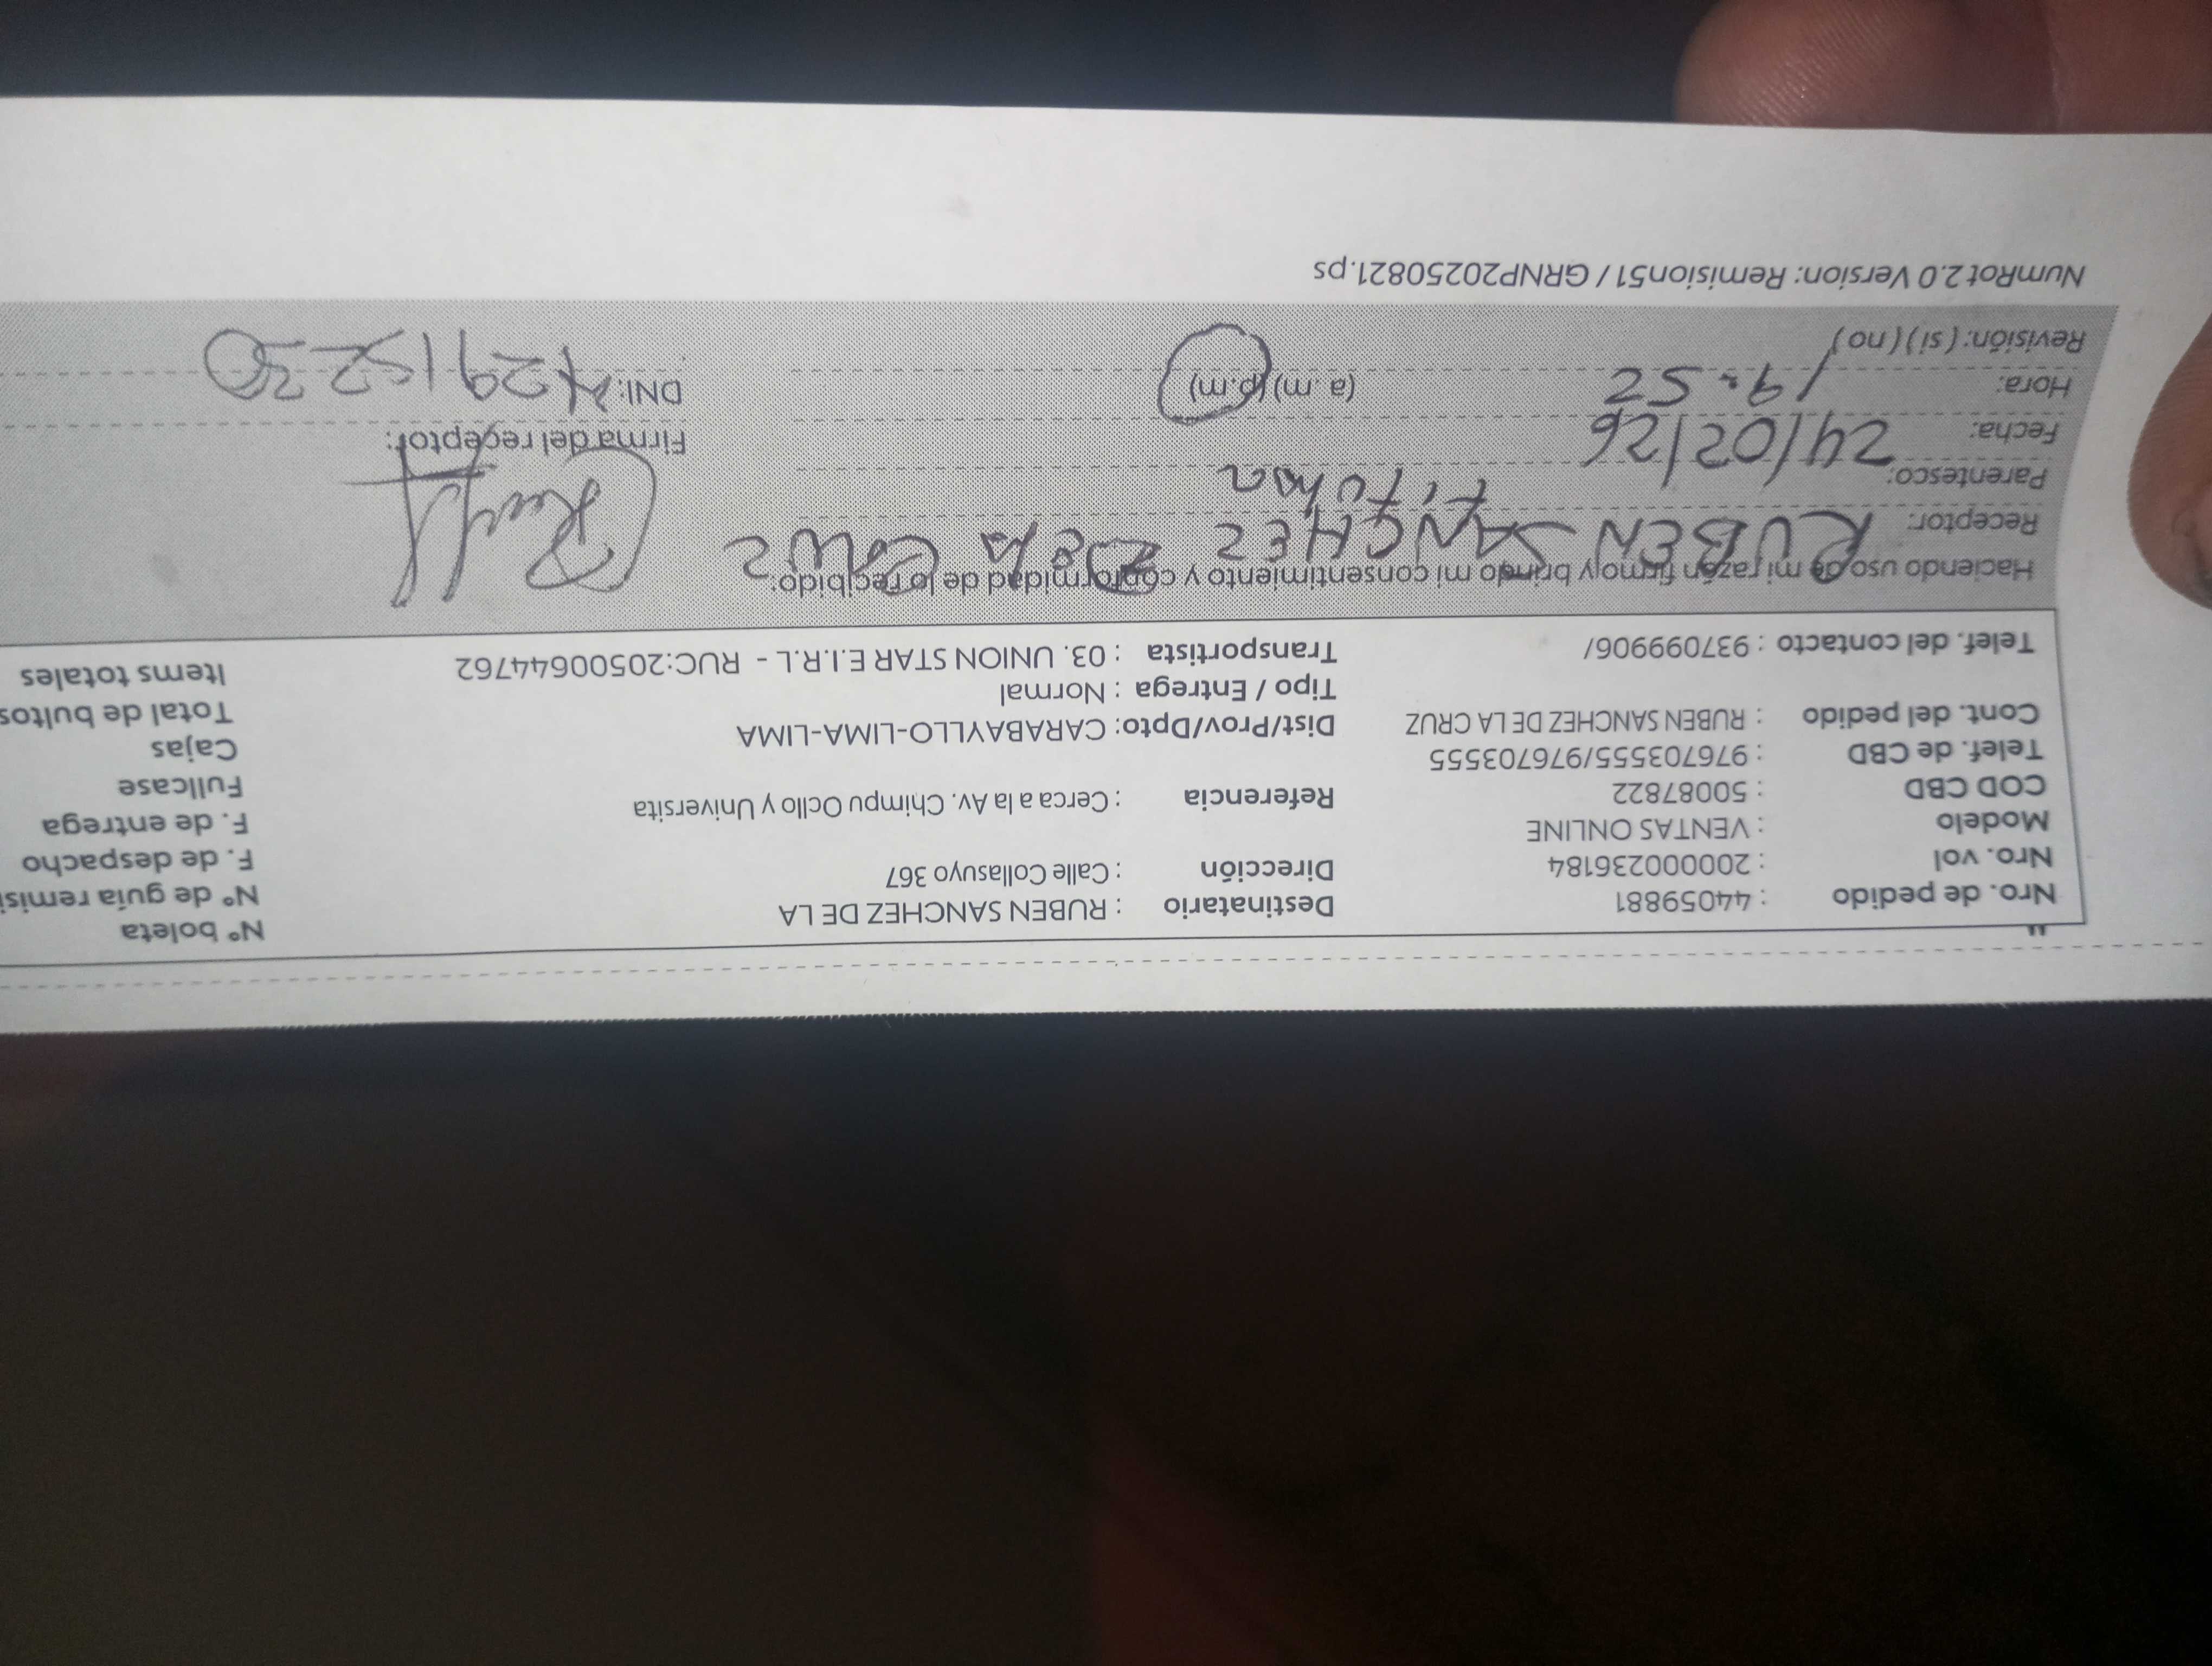 Nro. de pedido : 44059881 Destinatario : RUBEN SANCHEZ DE LA N° boleta
Nro. vol : 2000000236184 Dirección : Calle Collasuyo 367 N° de guía remisi
Modelo : VENTAS ONLINE F. de despacho
COD CBD : 50087822 Referencia : Cerca a la Av. Chimpu Ocllo y Universita F. de entrega
Telef. de CBD : 976703555/976703555 Fullcase
Cont. del pedido : RUBEN SANCHEZ DE LA CRUZ Dist/Prov/Dpto: CARABAYLLO-LIMA-LIMA Cajas
Tipo / Entrega : Normal Total de bultos
Telef. del contacto : 937099906/ Transportista : 03. UNION STAR E.I.R.L - RUC:20500644762 Items totales
Haciendo uso de mi razón firmo y brindo mi consentimiento y conformidad de lo recibido:
Receptor: RUBEN SANCHEZ De la CRUZ
Parentesco:
Fecha: 24/02/26 Firma del receptor:
Hora: 19:52 (a. m) (p.m) DNI:
Revisión: (si) (no)
NumRot 2.0 Version: Remision51 / GRNP20250821.ps